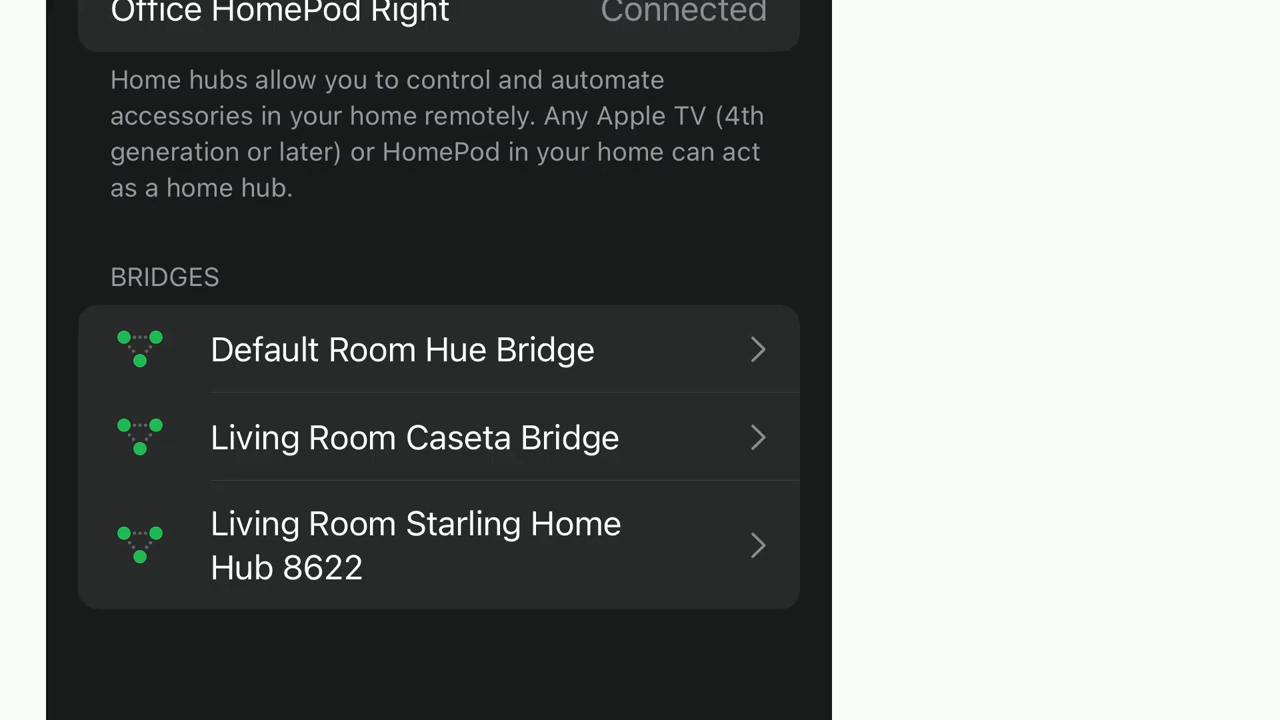 Office HomePod Right Connected
Home hubs allow you to control and automate
accessories in your home remotely. Any Apple TV (4th
generation or later) or HomePod in your home can act
as a home hub.
BRIDGES
Default Room Hue Bridge
Living Room Caseta Bridge
Living Room Starling Home
Hub 8622